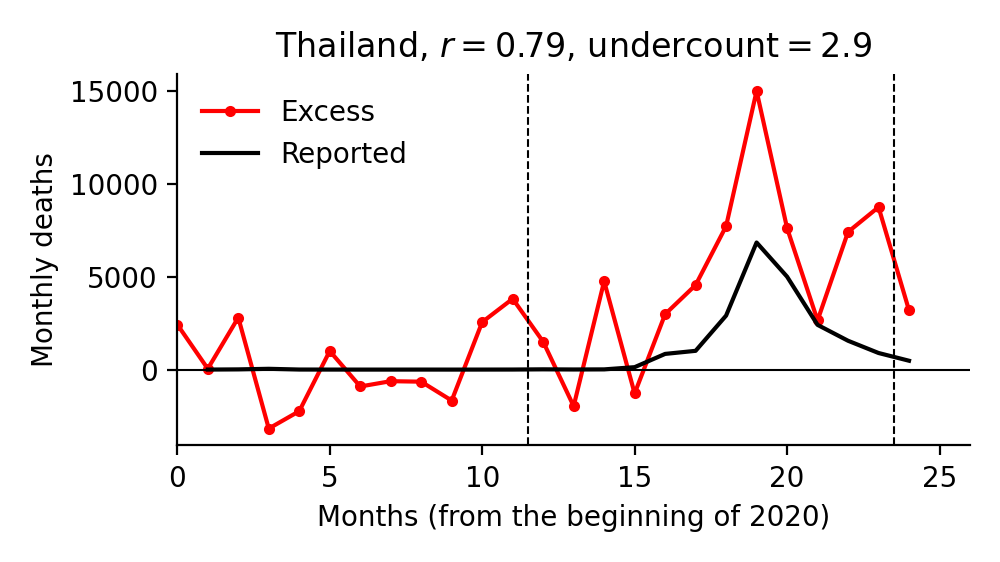 Thailand, r = 0.79, undercount = 2.9
Monthly deaths
15000
10000
5000
0
Excess
Reported
0 5 10 15 20 25
Months (from the beginning of 2020)